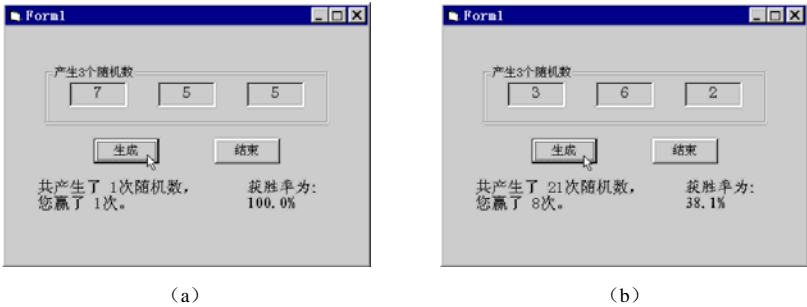 Form1
产生3个随机数
7 5 5
生成 结束
共产生了 1次随机数，
您赢了 1次。
获胜率为：
100.0%
(a)
Form1
产生3个随机数
3 6 2
生成 结束
共产生了 21次随机数，
您赢了 8次。
获胜率为：
38.1%
(b)